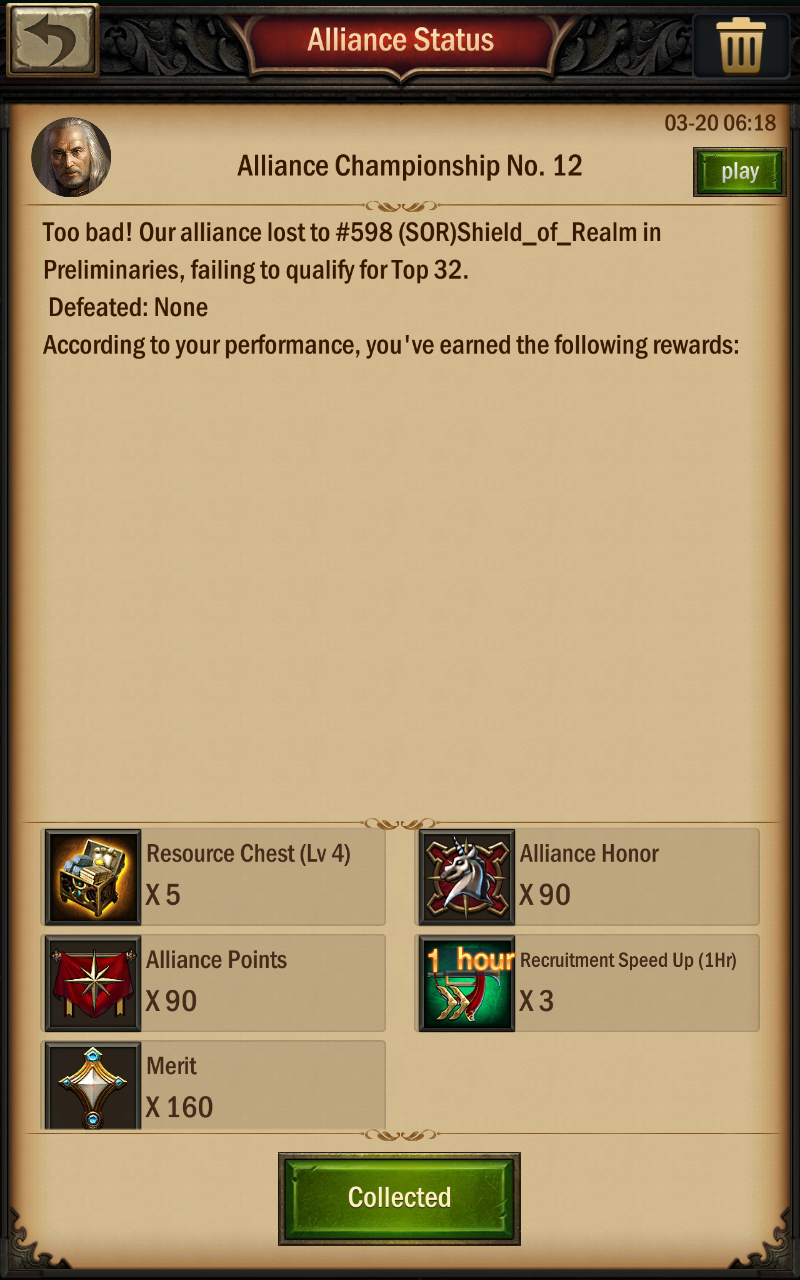 Alliance Status
03-20 06:18
Alliance Championship No. 12
play
Too bad! Our alliance lost to #598 (SOR)Shield_of_Realm in
Preliminaries, failing to qualify for Top 32.
Defeated: None
According to your performance, you've earned the following rewards:
Resource Chest (Lv 4)
X 5
Alliance Honor
X 90
Alliance Points
X 90
1 hour
Recruitment Speed Up (1Hr)
X 3
Merit
X 160
Collected